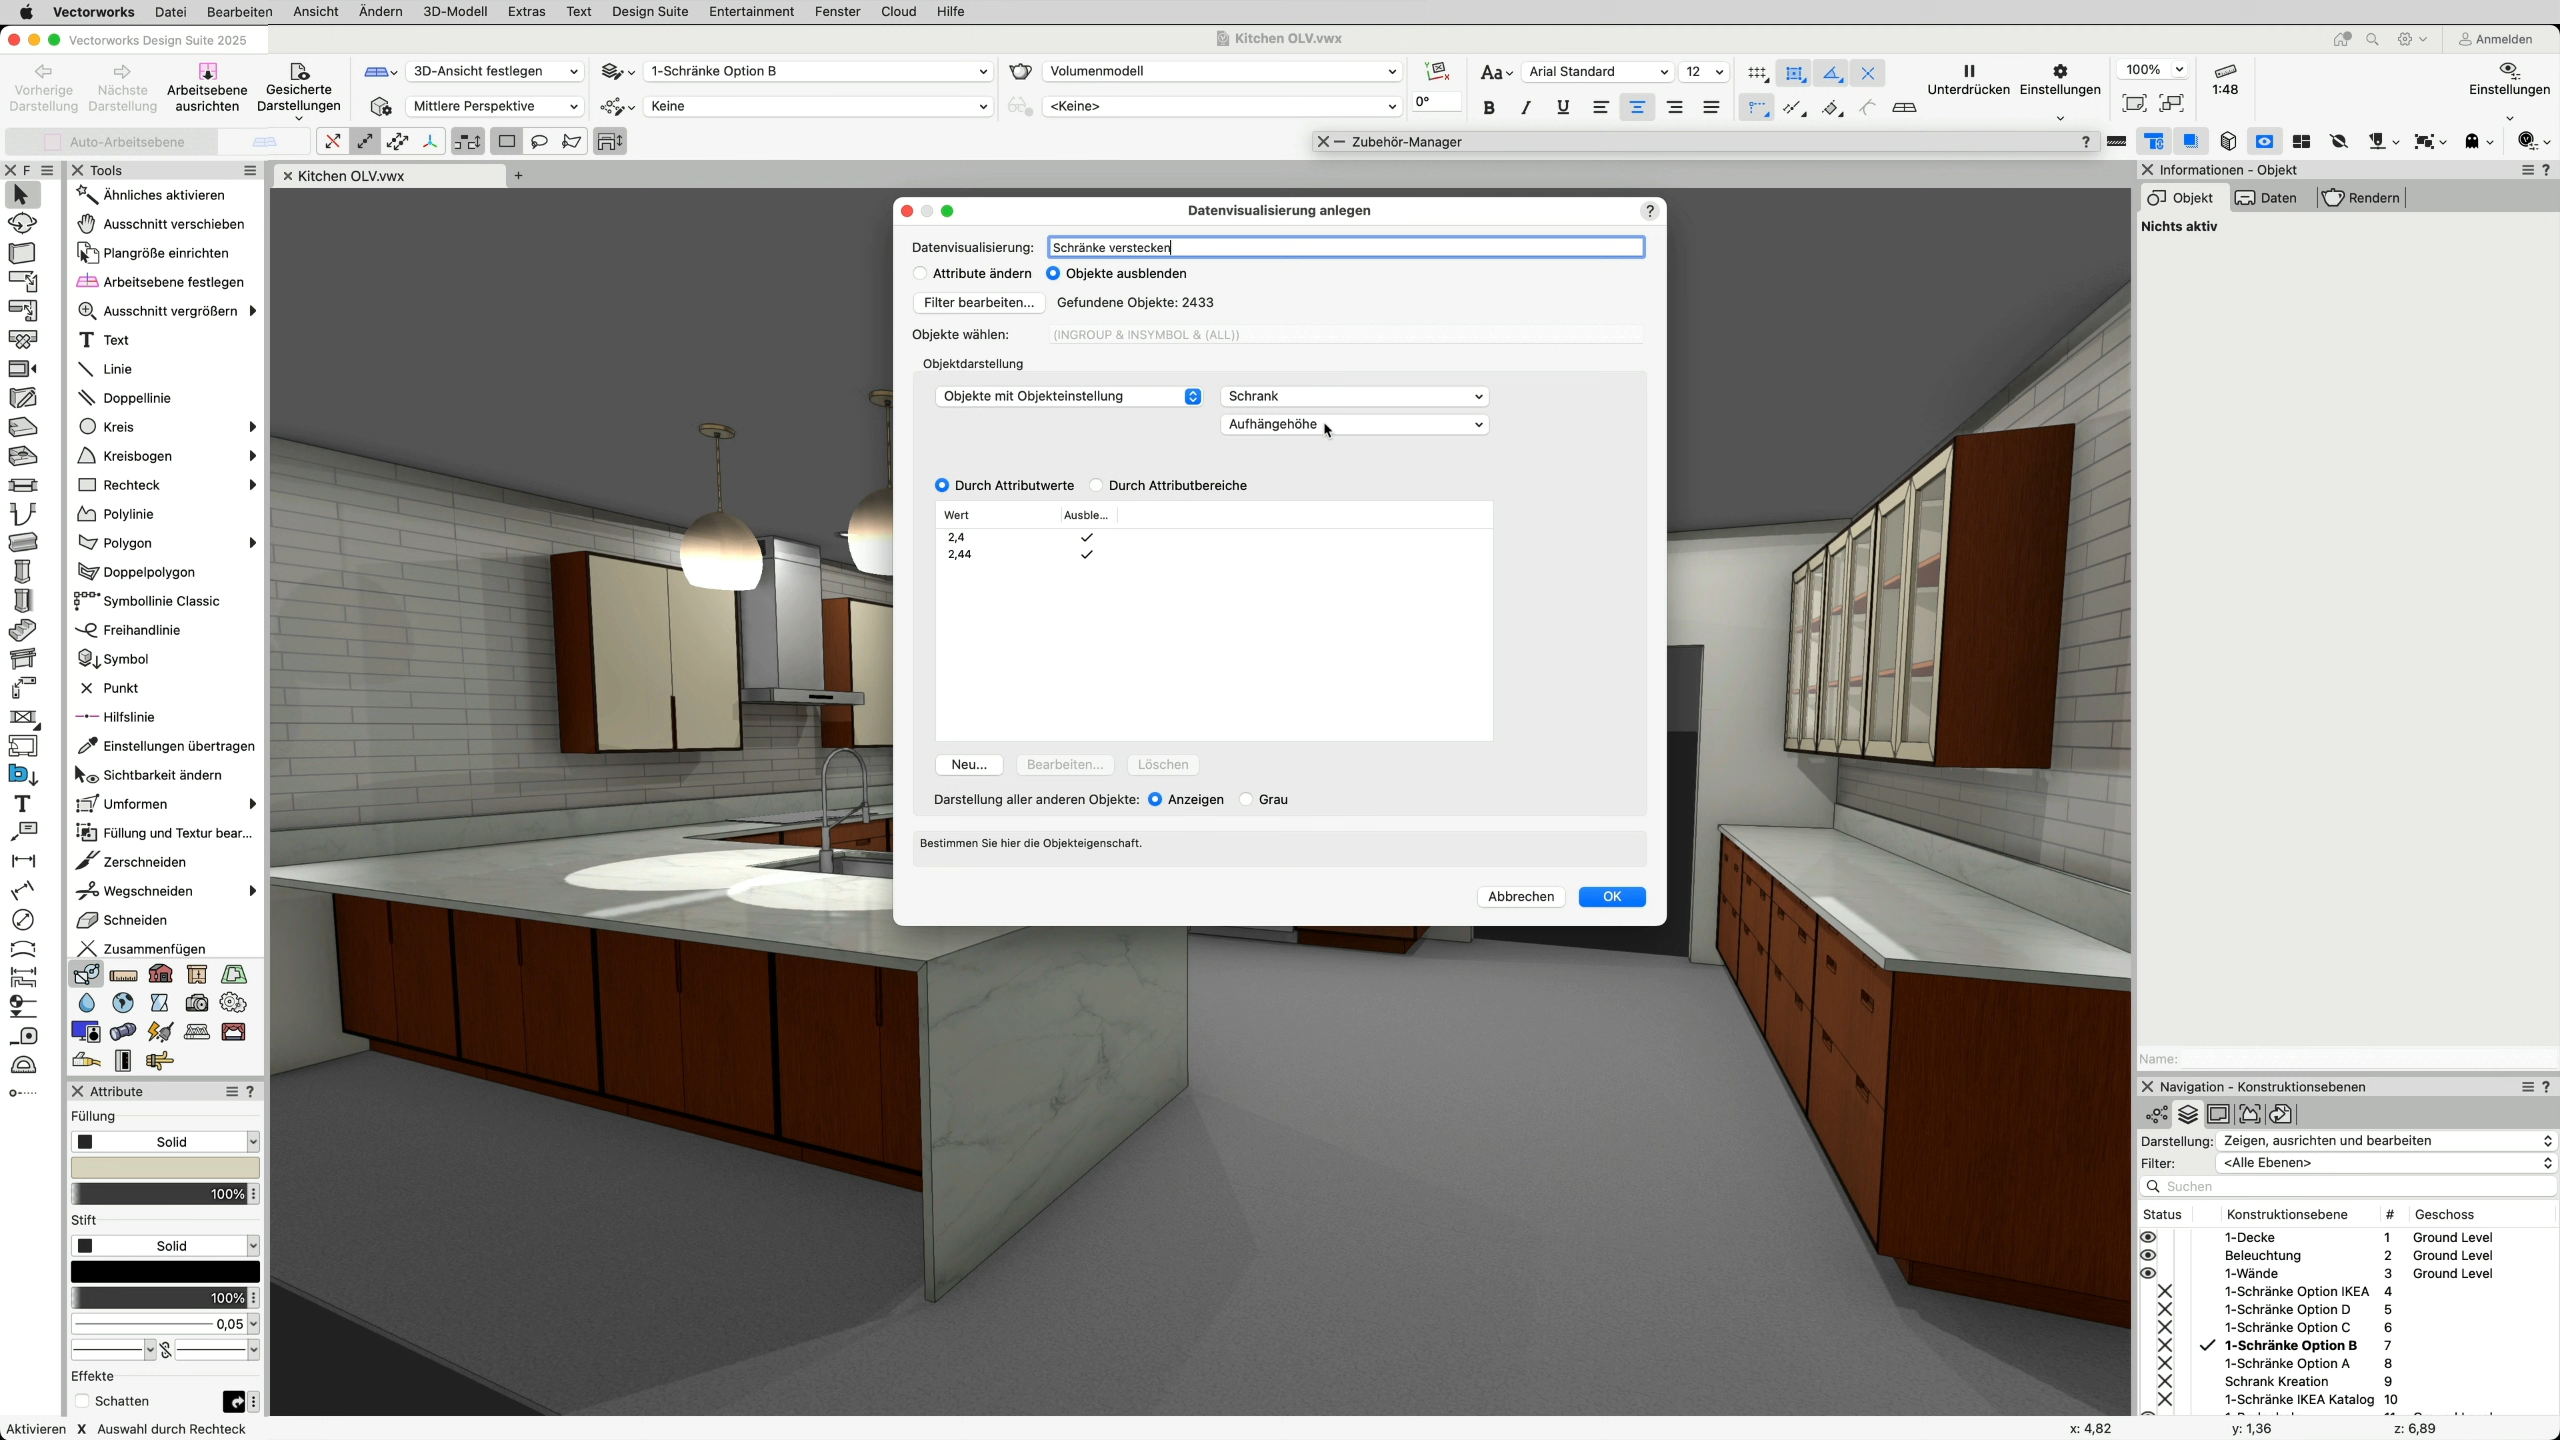 Vectorworks Datei Bearbeiten Ansicht Ändern 3D-Modell Extras Text Design Suite Entertainment Fenster Cloud Hilfe
Vectorworks Design Suite 2025
Kitchen OLV.vwx
Anmelden
Vorherige Darstellung
Nächste Darstellung
Arbeitsebene ausrichten
Gesicherte Darstellungen
3D-Ansicht festlegen
1-Schränke Option B
Volumenmodell
Arial Standard
12
Unterdrücken
Einstellungen
100%
1:48
Einstellungen
Mittlere Perspektive
Keine
<Keine>
0°
Auto-Arbeitsebene
Zubehör-Manager
?
F
Tools
Kitchen OLV.vwx
+
Informationen - Objekt
?
Objekt
Daten
Rendern
Nichts aktiv
Ähnliches aktivieren
Ausschnitt verschieben
Plangröße einrichten
Arbeitsebene festlegen
Ausschnitt vergrößern
Text
Linie
Doppellinie
Kreis
Kreisbogen
Rechteck
Polylinie
Polygon
Doppelpolygon
Symbollinie Classic
Freihandlinie
Symbol
Punkt
Hilfslinie
Einstellungen übertragen
Sichtbarkeit ändern
Umformen
Füllung und Textur bear...
Zerschneiden
Wegschneiden
Schneiden
Zusammenfügen
Attribute
?
Füllung
Solid
100%
Stift
Solid
100%
0,05
Effekte
Schatten
Datenvisualisierung anlegen
?
Datenvisualisierung: Schränke verstecken
Attribute ändern Objekte ausblenden
Filter bearbeiten... Gefundene Objekte: 2433
Objekte wählen: (INGROUP & INSYMBOL & (ALL))
Objektdarstellung
Objekte mit Objekteinstellung Schrank
Aufhängehöhe
Durch Attributwerte Durch Attributbereiche
Wert Ausble...
2,4
2,44
Neu... Bearbeiten... Löschen
Darstellung aller anderen Objekte: Anzeigen Grau
Bestimmen Sie hier die Objekteigenschaft.
Abbrechen OK
Name:
Navigation - Konstruktionsebenen
?
Darstellung: Zeigen, ausrichten und bearbeiten
Filter: <Alle Ebenen>
Suchen
Status Konstruktionsebene # Geschoss
1-Decke 1 Ground Level
Beleuchtung 2 Ground Level
1-Wände 3 Ground Level
1-Schränke Option IKEA 4
1-Schränke Option D 5
1-Schränke Option C 6
1-Schränke Option B 7
1-Schränke Option A 8
Schrank Kreation 9
1-Schränke IKEA Katalog 10
Aktivieren X Auswahl durch Rechteck
x: 4,82 y: 1,36 z: 6,89